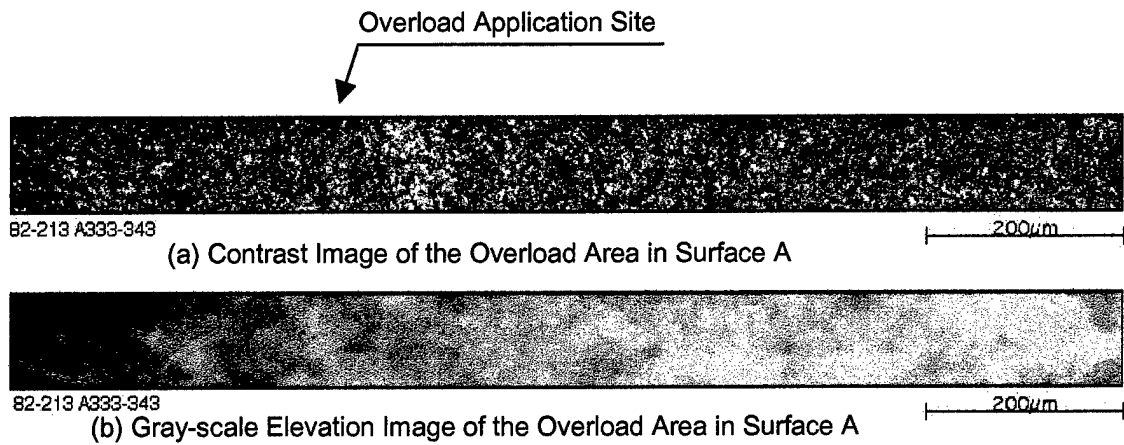 Overload Application Site
82-213 A333-343
200µm
(a) Contrast Image of the Overload Area in Surface A
82-213 A333-343
200µm
(b) Gray-scale Elevation Image of the Overload Area in Surface A